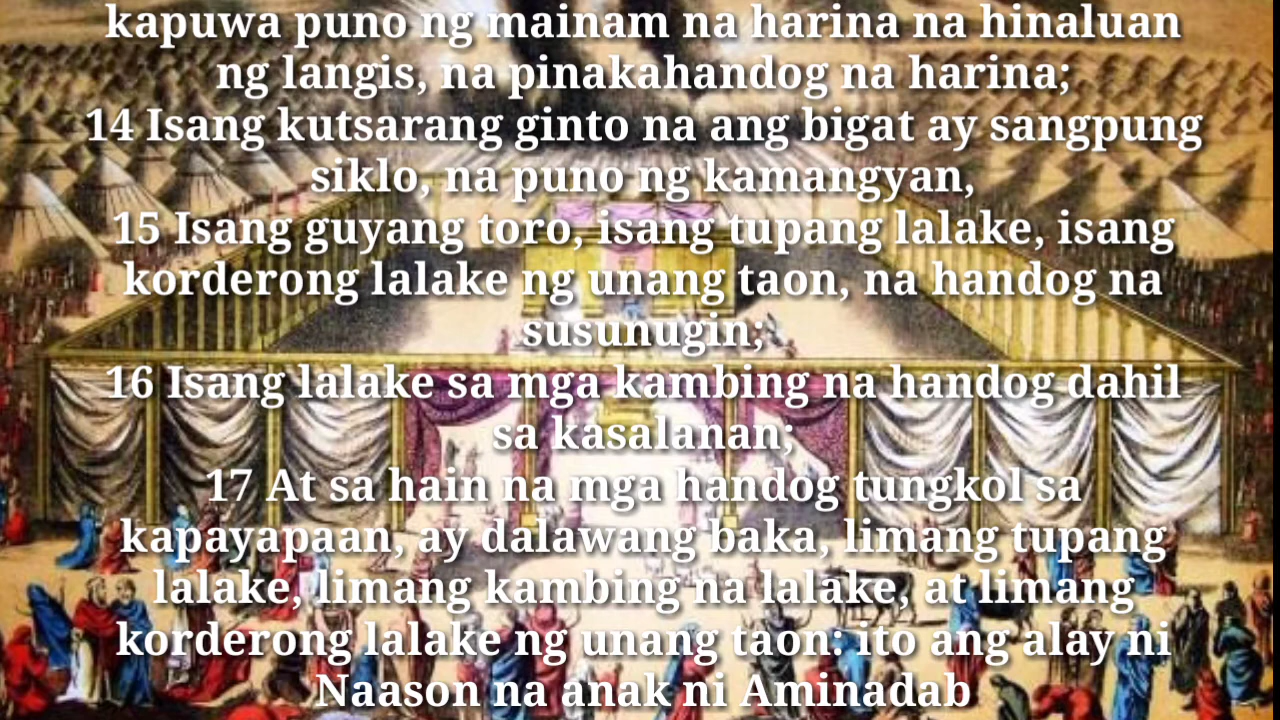 kapuwa puno ng mainam na harina na hinaluan
ng langis, na pinakahandog na harina;
14 Isang kutsarang ginto na ang bigat ay sangpung
siklo, na puno ng kamangyan,
15 Isang guyang toro, isang tupang lalake, isang
korderong lalake ng unang taon, na handog na
susunugin;
16 Isang lalake sa mga kambing na handog dahil
sa kasalanan;
17 At sa hain na mga handog tungkol sa
kapayapaan, ay dalawang baka, limang tupang
lalake, limang kambing na lalake, at limang
korderong lalake ng unang taon: ito ang alay ni
Naason na anak ni Aminadab